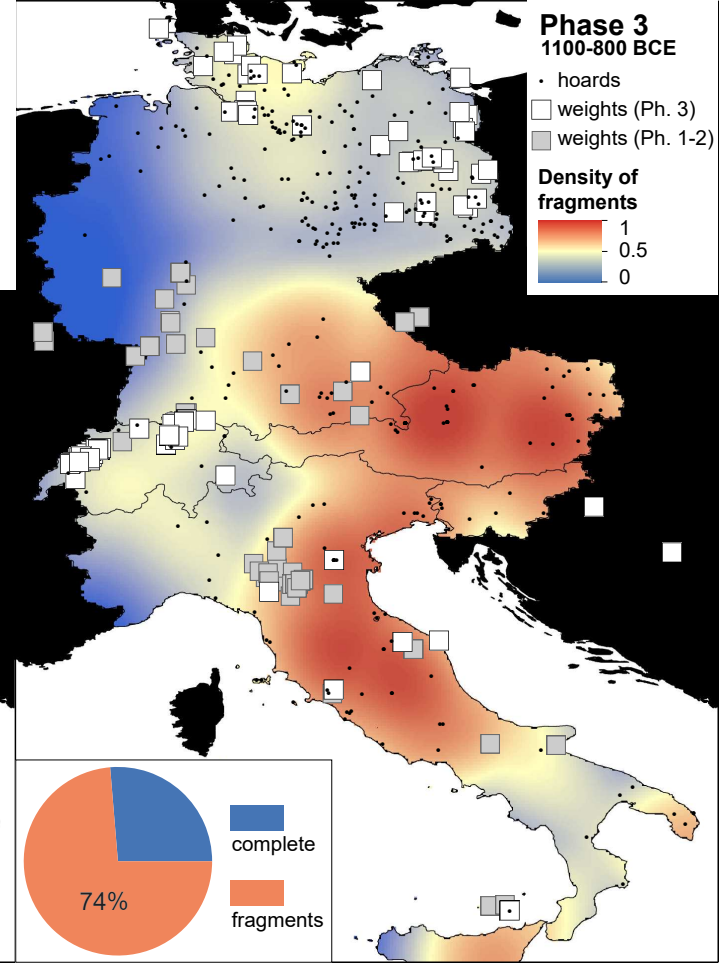 Phase 3
1100-800 BCE
hoards
weights (Ph. 3)
weights (Ph. 1-2)
Density of
fragments
1
0.5
0
74%
complete
fragments